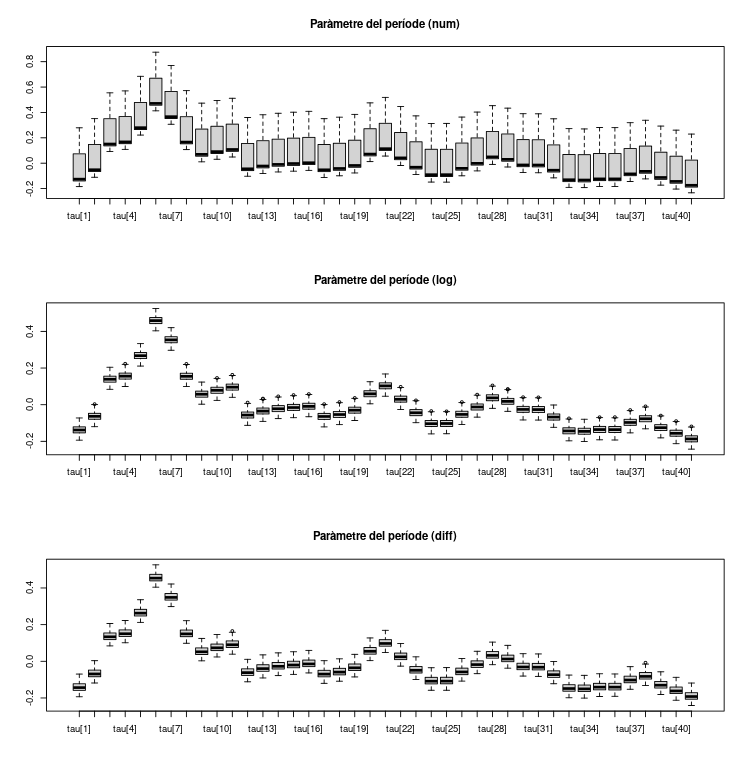 Paràmetre del període (num)
0.8
0.6
0.4
0.2
0.0
-0.2
tau[1] tau[4] tau[7] tau[10] tau[13] tau[16] tau[19] tau[22] tau[25] tau[28] tau[31] tau[34] tau[37] tau[40]
Paràmetre del període (log)
0.4
0.2
0.0
-0.2
tau[1] tau[4] tau[7] tau[10] tau[13] tau[16] tau[19] tau[22] tau[25] tau[28] tau[31] tau[34] tau[37] tau[40]
Paràmetre del període (diff)
0.4
0.2
0.0
-0.2
tau[1] tau[4] tau[7] tau[10] tau[13] tau[16] tau[19] tau[22] tau[25] tau[28] tau[31] tau[34] tau[37] tau[40]